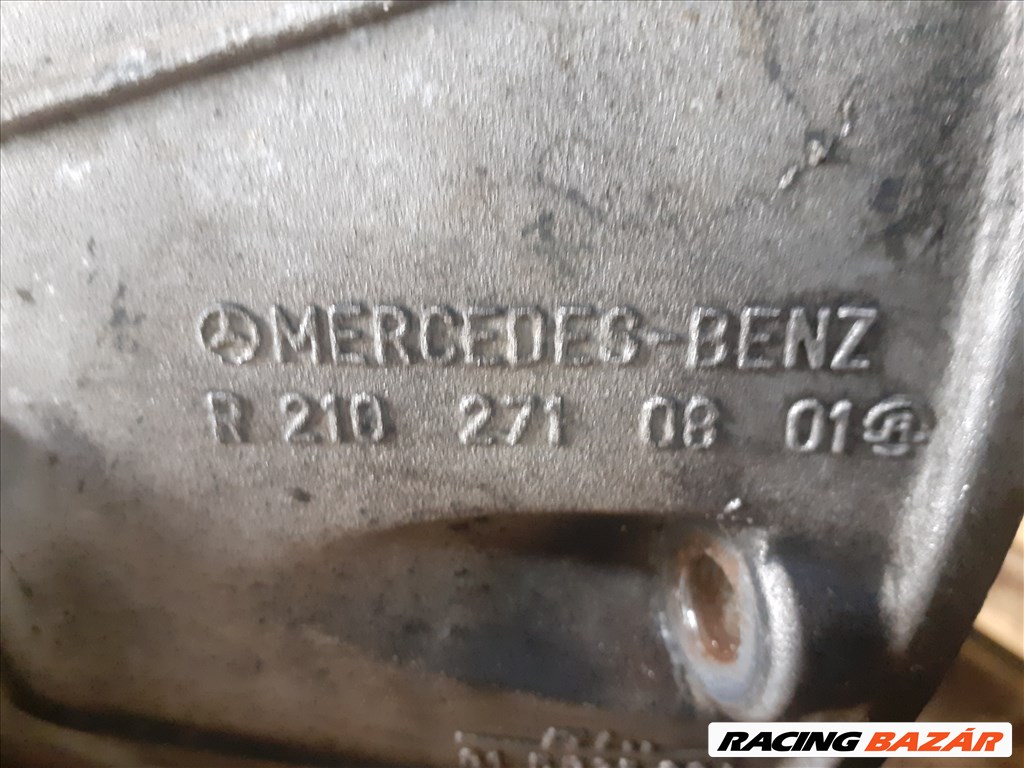 MERCEDES-BENZ
R 210 271 08 01
RACING BAZÁR